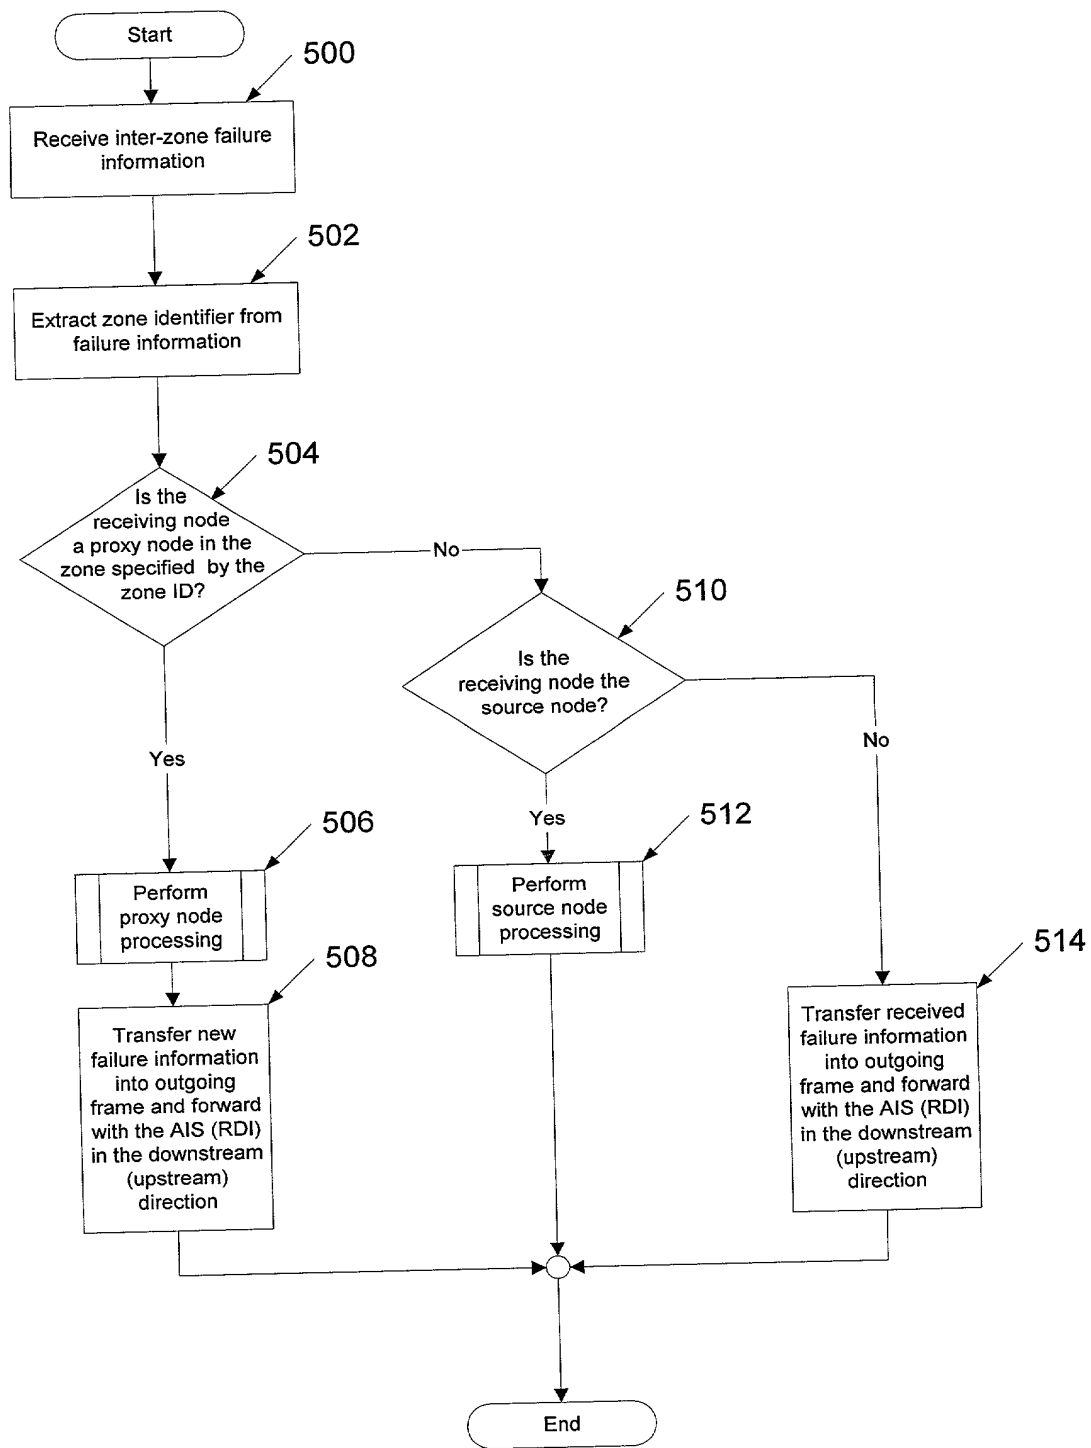 Start
500
Receive inter-zone failure
information
502
Extract zone identifier from
failure information
504
Is the
receiving node
a proxy node in the
zone specified by the
zone ID?
No
510
Is the
receiving node the
source node?
Yes
No
Yes
506
Perform
proxy node
processing
512
Perform
source node
processing
508
Transfer new
failure information
into outgoing
frame and forward
with the AIS (RDI)
in the downstream
(upstream)
direction
514
Transfer received
failure information
into outgoing
frame and forward
with the AIS (RDI)
in the downstream
(upstream)
direction
End